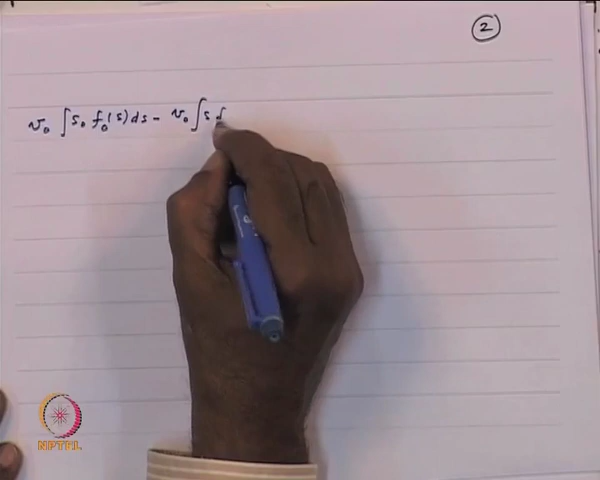 2
v₀ ∫ s₀ f₀(s) ds - v₀ ∫ s f
NPTEL